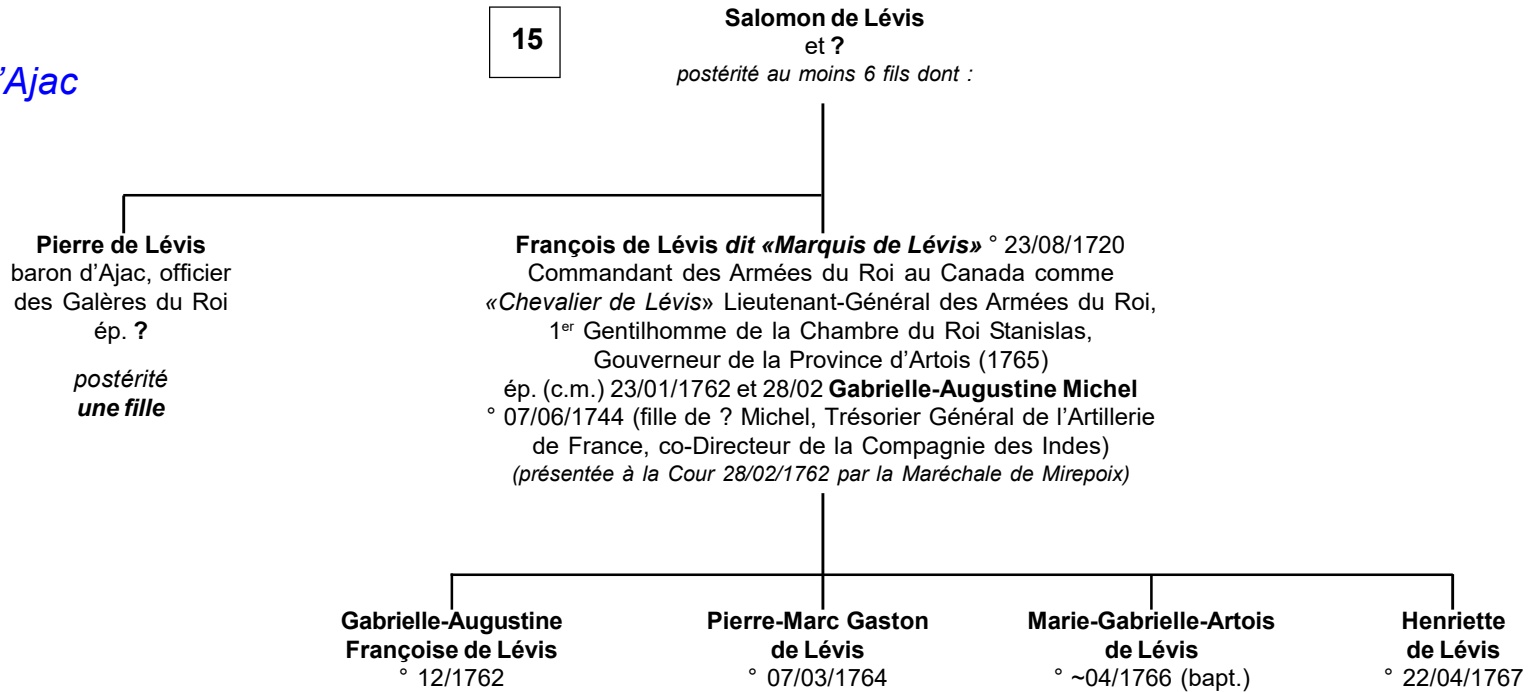 15
’Ajac
Salomon de Lévis
et ?
postérité au moins 6 fils dont :
Pierre de Lévis
baron d’Ajac, officier
des Galères du Roi
ép. ?
postérité
une fille
François de Lévis dit «Marquis de Lévis» ° 23/08/1720
Commandant des Armées du Roi au Canada comme
«Chevalier de Lévis» Lieutenant-Général des Armées du Roi,
1er Gentilhomme de la Chambre du Roi Stanislas,
Gouverneur de la Province d’Artois (1765)
ép. (c.m.) 23/01/1762 et 28/02 Gabrielle-Augustine Michel
° 07/06/1744 (fille de ? Michel, Trésorier Général de l’Artillerie
de France, co-Directeur de la Compagnie des Indes)
(présentée à la Cour 28/02/1762 par la Maréchale de Mirepoix)
Gabrielle-Augustine
Françoise de Lévis
° 12/1762
Pierre-Marc Gaston
de Lévis
° 07/03/1764
Marie-Gabrielle-Artois
de Lévis
° ~04/1766 (bapt.)
Henriette
de Lévis
° 22/04/1767